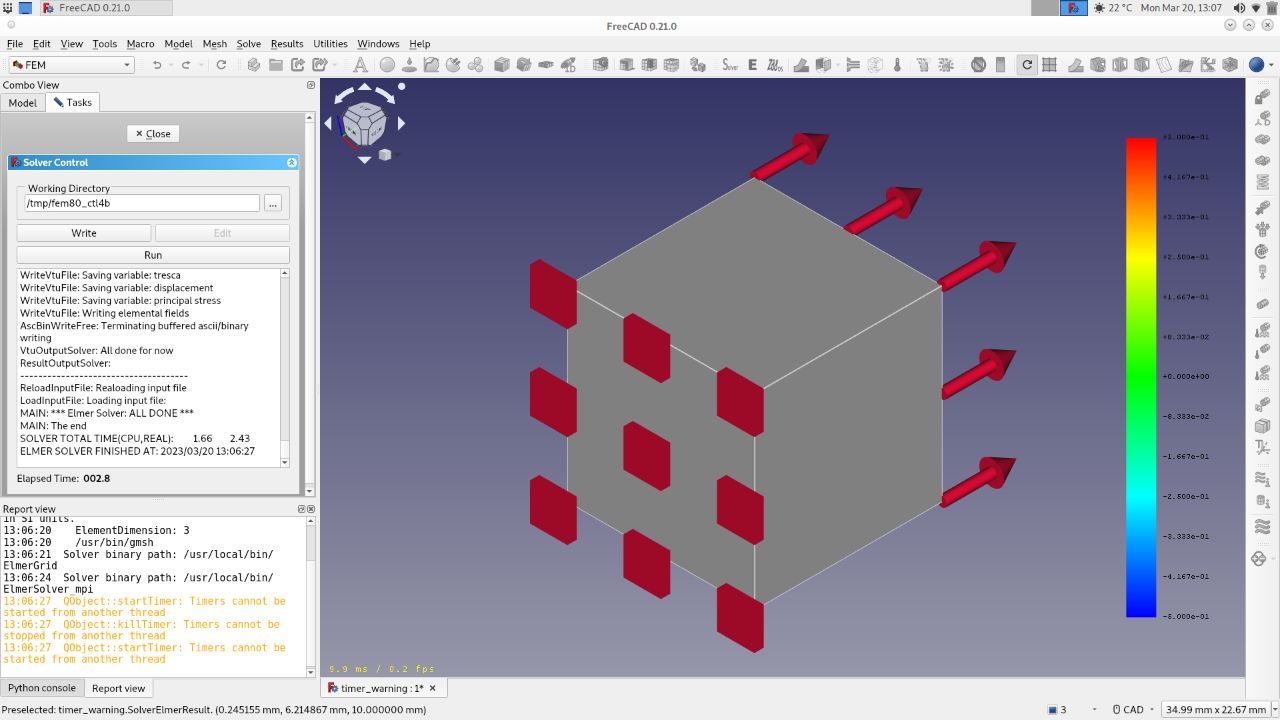 FreeCAD 0.21.0
22 °C Mon Mar 20, 13:07
FreeCAD 0.21.0
File Edit View Tools Macro Model Mesh Solve Results Utilities Windows Help
FEM
Combo View
Model Tasks
Close
Solver Control
Working Directory
/tmp/fem80_ctl4b ...
Write Edit
Run
WriteVtuFile: Saving variable: tresca
WriteVtuFile: Saving variable: displacement
WriteVtuFile: Saving variable: principal stress
WriteVtuFile: Writing elemental fields
AscBinWriteFree: Terminating buffered ascii/binary
writing
VtuOutputSolver: All done for now
ResultOutputSolver:
-------------------------------------
ReloadInputFile: Realoading input file
LoadInputFile: Loading input file:
MAIN: *** Elmer Solver: ALL DONE ***
MAIN: The end
SOLVER TOTAL TIME(CPU,REAL): 1.66 2.43
ELMER SOLVER FINISHED AT: 2023/03/20 13:06:27
Elapsed Time: 002.8
Report view
in SI units.
13:06:20 ElementDimension: 3
13:06:20 /usr/bin/gmsh
13:06:21 Solver binary path: /usr/local/bin/
ElmerGrid
13:06:24 Solver binary path: /usr/local/bin/
ElmerSolver_mpi
13:06:27 QObject::startTimer: Timers cannot be
started from another thread
13:06:27 QObject::killTimer: Timers cannot be
stopped from another thread
13:06:27 QObject::startTimer: Timers cannot be
started from another thread
Python console Report view
+5.000e-01
+4.167e-01
+3.333e-01
+2.500e-01
+1.667e-01
+8.333e-02
+0.000e+00
-8.333e-02
-1.667e-01
-2.500e-01
-3.333e-01
-4.167e-01
-5.000e-01
5.9 ms / 0.2 fps
timer_warning : 1*
Preselected: timer_warning.SolverElmerResult. (0.245155 mm, 6.214867 mm, 10.000000 mm)
3 CAD 34.99 mm x 22.67 mm